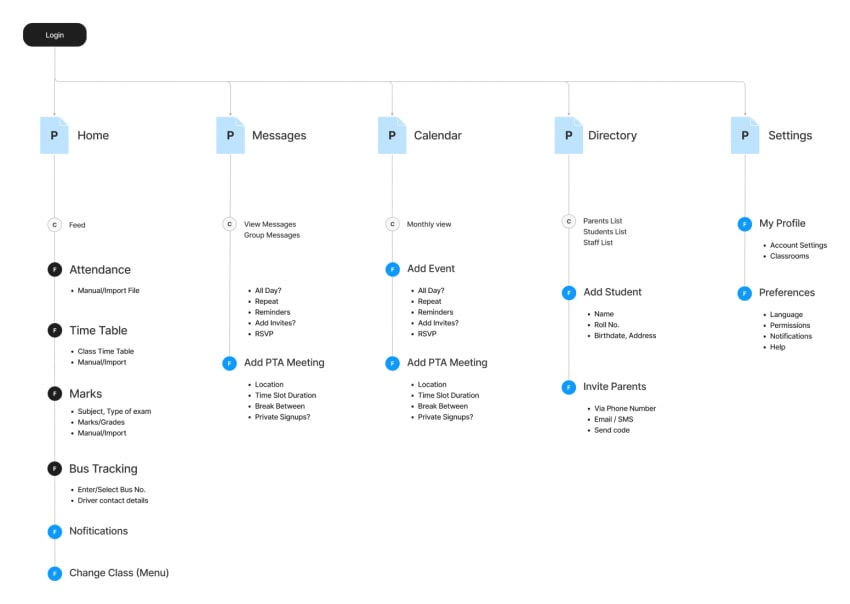 Login
P
Home
P
Messages
P
Calendar
P
Directory
P
Settings
C
Feed
F
Attendance
• Manual/Import File
F
Time Table
• Class Time Table
• Manual/Import
F
Marks
• Subject, Type of exam
• Marks/Grades
• Manual/Import
F
Bus Tracking
• Enter/Select Bus No.
• Driver contact details
F
Nofitications
F
Change Class (Menu)
C
View Messages
Group Messages
• All Day?
• Repeat
• Reminders
• Add Invites?
• RSVP
F
Add PTA Meeting
• Location
• Time Slot Duration
• Break Between
• Private Signups?
C
Monthly view
F
Add Event
• All Day?
• Repeat
• Reminders
• Add Invites?
• RSVP
F
Add PTA Meeting
• Location
• Time Slot Duration
• Break Between
• Private Signups?
C
Parents List
Students List
Staff List
F
Add Student
• Name
• Roll No.
• Birthdate, Address
F
Invite Parents
• Via Phone Number
• Email / SMS
• Send code
F
My Profile
• Account Settings
• Classrooms
F
Preferences
• Language
• Permissions
• Notifications
• Help